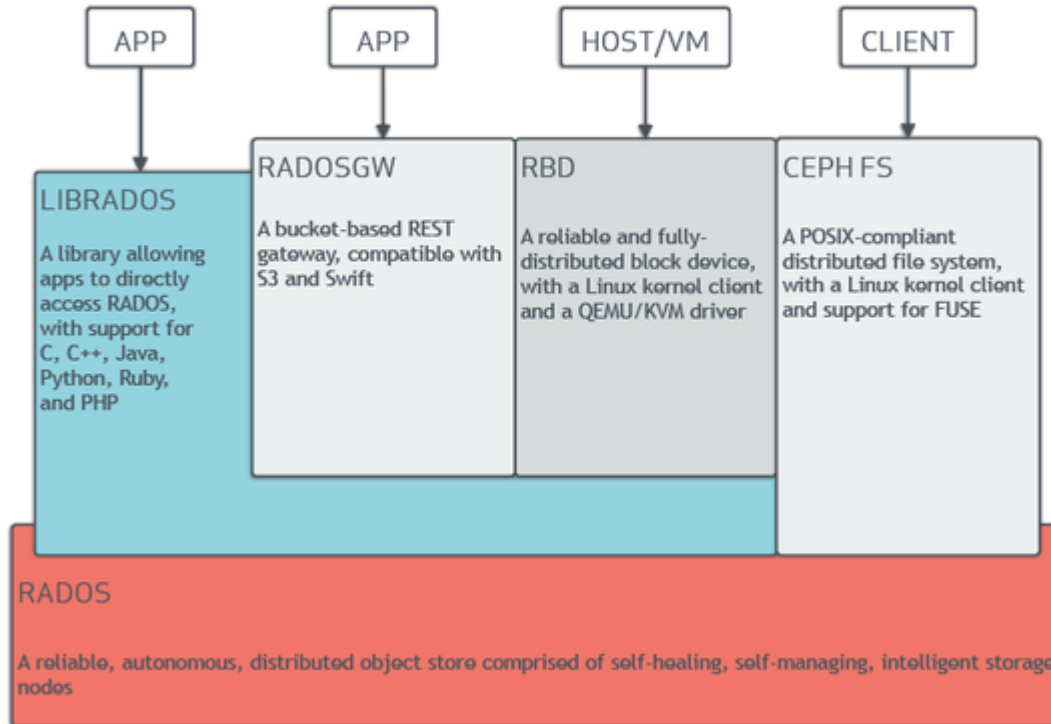 APP
APP
HOST/VM
CLIENT
LIBRADOS
A library allowing
apps to directly
access RADOS,
with support for
C, C++, Java,
Python, Ruby,
and PHP
RADOSGW
A bucket-based REST
gateway, compatible with
S3 and Swift
RBD
A reliable and fully-
distributed block device,
with a Linux kernel client
and a QEMU/KVM driver
CEPH FS
A POSIX-compliant
distributed file system,
with a Linux kernel client
and support for FUSE
RADOS
A reliable, autonomous, distributed object store comprised of self-healing, self-managing, intelligent storage
nodes